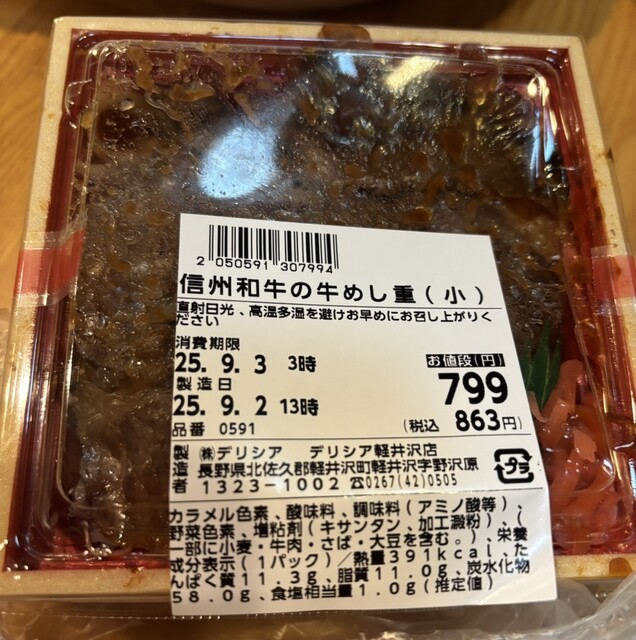 2 050591 307994
信州和牛の牛めし重(小)
直射日光、高温多湿を避けお早めにお召し上がりく
ださい
消費期限
25.9.3 3時
お値段(円)
製造日
799
25.9.2 13時
(税込 863円)
品番 0591
製 ㈱デリシア デリシア軽井沢店
造 長野県北佐久郡軽井沢町軽井沢字野沢原
者 1323-1002 ☎0267(42)0505
プラ
カラメル色素、酸味料、調味料(アミノ酸等)、
野菜色素、増粘剤(キサンタン、加工澱粉)、(
一部に小麦・牛肉・さば・大豆を含む。)、栄養
成分表示(1パック)/熱量391kcal、た
んぱく質11.3g、脂質11.0g、炭水化物
58.0g、食塩相当量1.0g(推定値)